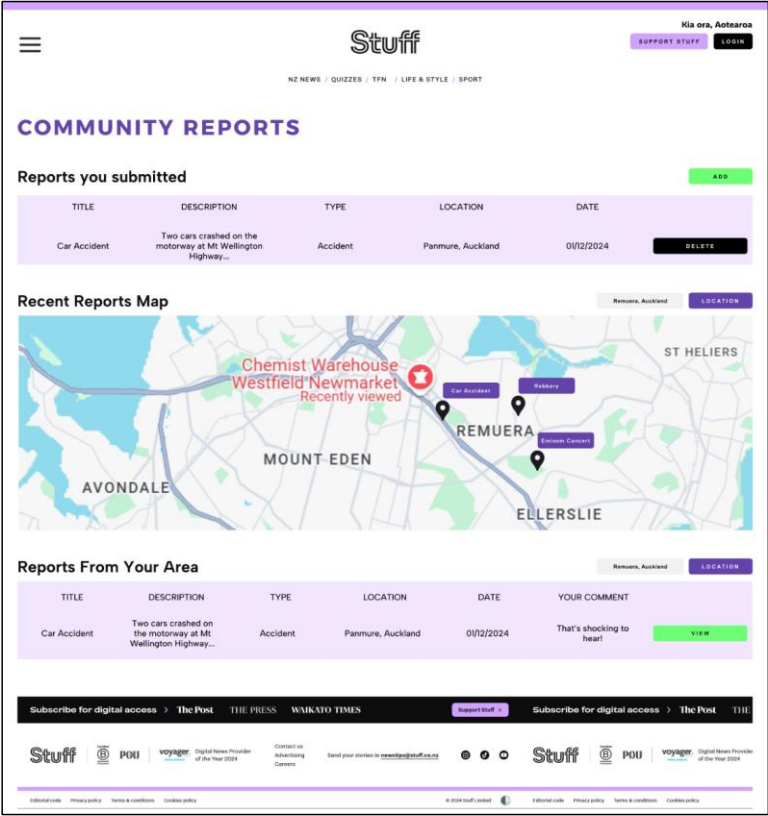 Kia ora, Aotearoa
Stuff
SUPPORT STUFF
LOGIN
NZ NEWS / QUIZZES / TFN / LIFE & STYLE / SPORT
COMMUNITY REPORTS
Reports you submitted
ADD
TITLE DESCRIPTION TYPE LOCATION DATE
Car Accident
Two cars crashed on the
motorway at Mt Wellington
Highway...
Accident
Panmure, Auckland
01/12/2024
DELETE
Recent Reports Map
Remuera, Auckland
LOCATION
ST HELIERS
Chemist Warehouse
Westfield Newmarket
Recently viewed
Car Accident
Robbery
REMUERA
Eminem Concert
MOUNT EDEN
AVONDALE
ELLERSLIE
Reports From Your Area
Remuera, Auckland
LOCATION
TITLE DESCRIPTION TYPE LOCATION DATE YOUR COMMENT
Car Accident
Two cars crashed on
the motorway at Mt
Wellington Highway...
Accident
Panmure, Auckland
01/12/2024
That's shocking to
hear!
VIEW
Subscribe for digital access > The Post THE PRESS WAIKATO TIMES
Support Stuff >
Subscribe for digital access > The Post THE
Stuff
B
POU
voyager
Digital News Provider
of the Year 2024
Contact us
Advertising
Careers
Send your stories to newstips@stuff.co.nz
Stuff
B
POU
voyager
Digital News Provide
of the Year 2024
Editorial code Privacy policy Terms & conditions Cookies policy
© 2024 Stuff Limited
Editorial code Privacy policy Terms & conditions Cookies policy